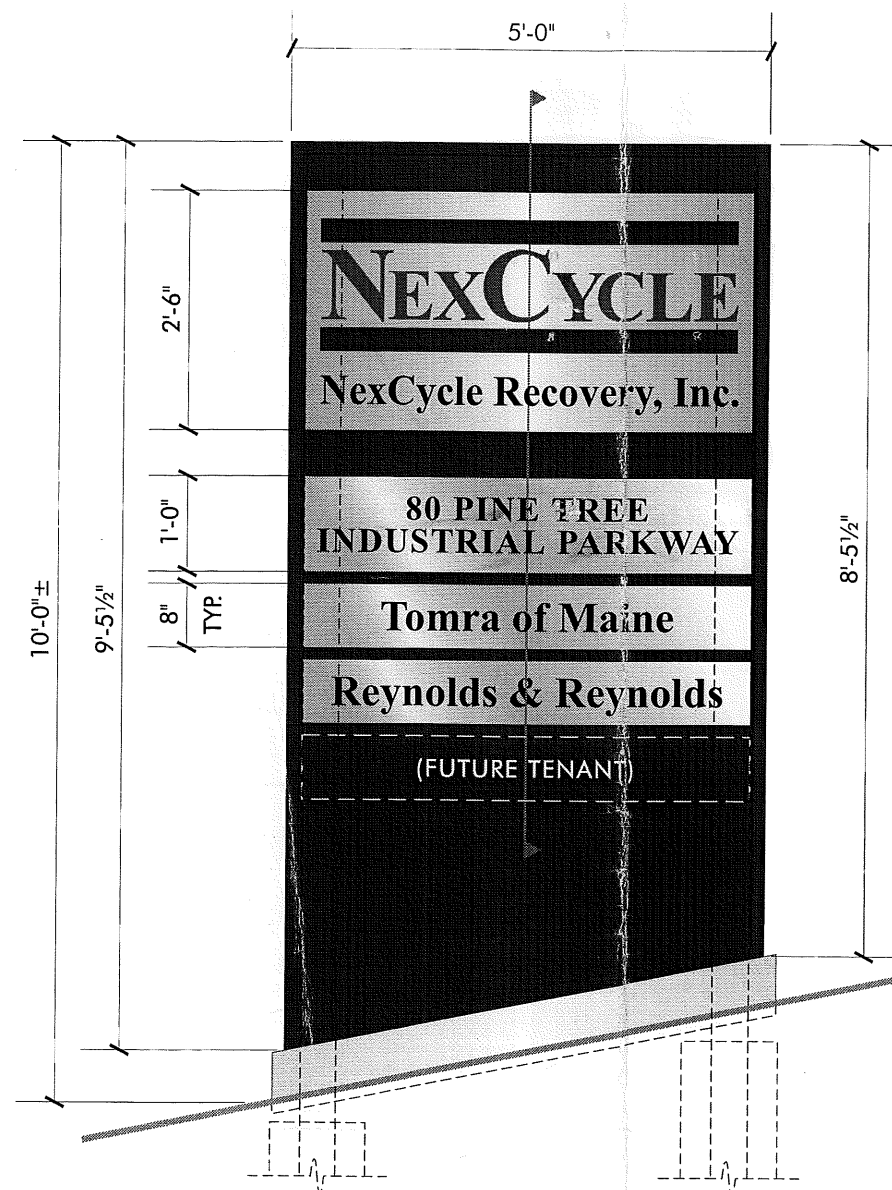 5'-0"
NEXCYCLE
NexCycle Recovery, Inc.
80 PINE TREE
INDUSTRIAL PARKWAY
Tomra of Maine
Reynolds & Reynolds
(FUTURE TENANT)
2'-6"
1'-0"
8"
TYP.
9'-5½"
10'-0"±
8'-5½"